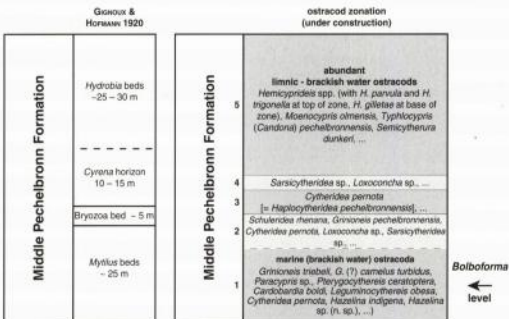 GIGNOUX &
HOFMANN 1920
ostracod zonation
(under construction)
Middle Pechelbronn Formation
Hydrobia beds
~25 – 30 m
Cyrena horizon
10 – 15 m
Bryozoa bed ~ 5 m
Mytilus beds
~ 25 m
Middle Pechelbronn Formation
5
abundant
limnic - brackish water ostracods
Hemicyprideis spp. (with H. parvula and H.
trigonella at top of zone, H. gilletae at base of
zone), Moenocypris olmensis, Typhlocypris
(Candona) pechelbronnensis, Semicytherura
dunkeri, ...
4
Sarsicytheridea sp., Loxoconcha sp., ...
3
Cytheridea pernota
[= Haplocytheridea pechelbronnensis], ...
2
Schuleridea rhenana, Grinioneis pechelbronnensis,
Cytheridea pernota, Loxoconcha sp., Sarsicytheridea
sp., ...
1
marine (brackish water) ostracoda
Grinioneis triebeli, G. (?) camelus turbidus,
Paracypris sp., Pterygocythereis ceratoptera,
Cardobardia boldi, Leguminocythereis obesa,
Cytheridea pernota, Hazelina indigena, Hazelina
sp. (n. sp.), ...)
Bolboforma
level